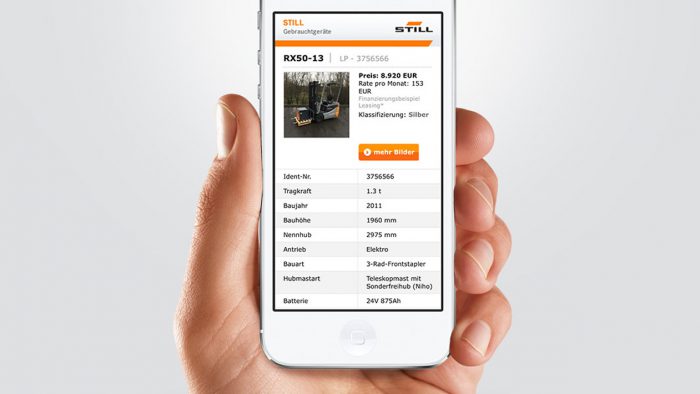 STILL
Gebrauchtgeräte
STILL
RX50-13 | LP - 3756566
Preis: 8.920 EUR
Rate pro Monat: 153
EUR
Finanzierungsbeispiel
Leasing*
Klassifizierung: Silber
mehr Bilder
Ident-Nr. 3756566
Tragkraft 1.3 t
Baujahr 2011
Bauhöhe 1960 mm
Nennhub 2975 mm
Antrieb Elektro
Bauart 3-Rad-Frontstapler
Hubmastart Teleskopmast mit
Sonderfreihub (Niho)
Batterie 24V 875Ah